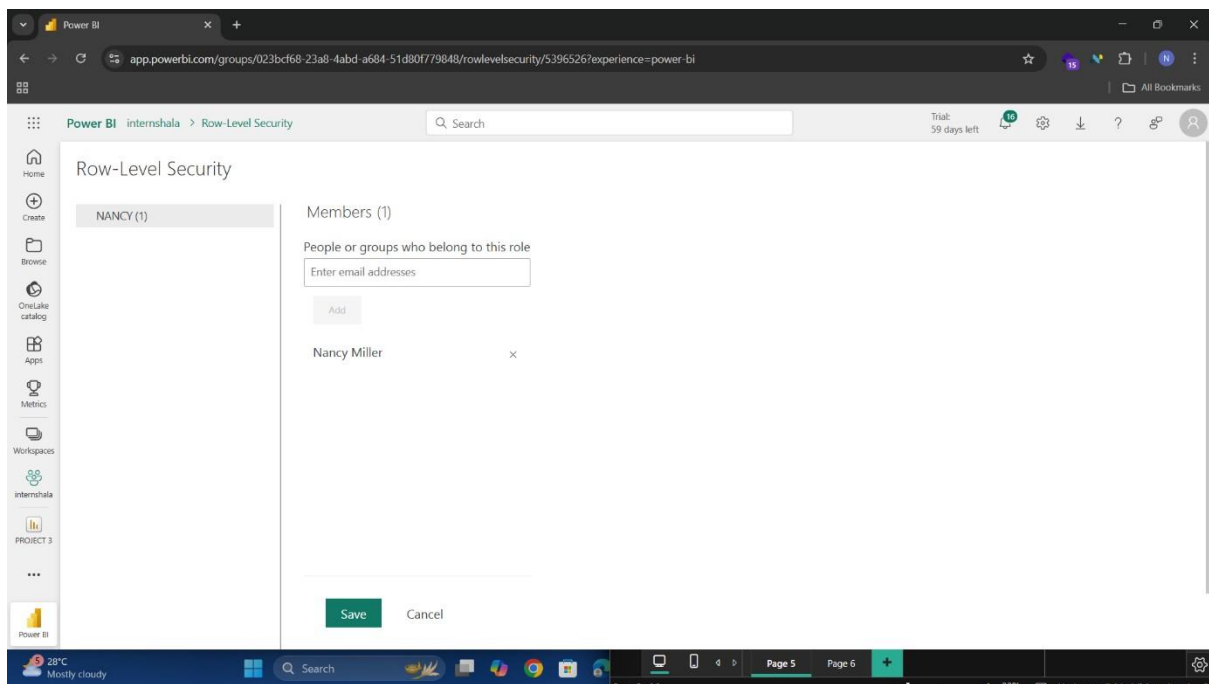 Power BI
app.powerbi.com/groups/023bcf68-23a8-4abd-a684-51d80f779848/rowlevelsecurity/5396526?experience=power-bi
15
N
All Bookmarks
Power BI internshala > Row-Level Security
Search
Trial:
59 days left
16
Home
Create
Browse
OneLake
catalog
Apps
Metrics
Workspaces
internshala
PROJECT 3
Power BI
Row-Level Security
NANCY (1)
Members (1)
People or groups who belong to this role
Enter email addresses
Add
Nancy Miller
Save Cancel
5
28°C
Mostly cloudy
Search
Page 5 Page 6